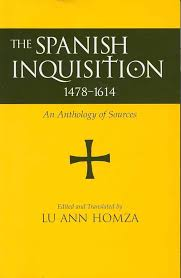 THE SPANISH
INQUISITION
1478–1614
An Anthology of Sources
Edited and Translated by
LU ANN HOMZA